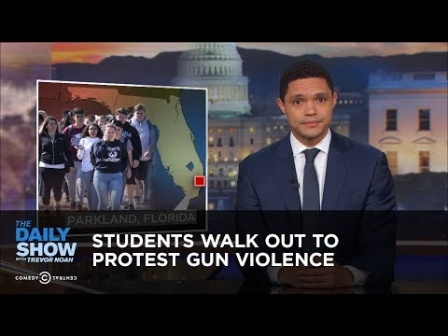 PARKLAND, FLORIDA
THE
DAILY
SHOW
WITH TREVOR NOAH
COMEDY CENTRAL
STUDENTS WALK OUT TO
PROTEST GUN VIOLENCE